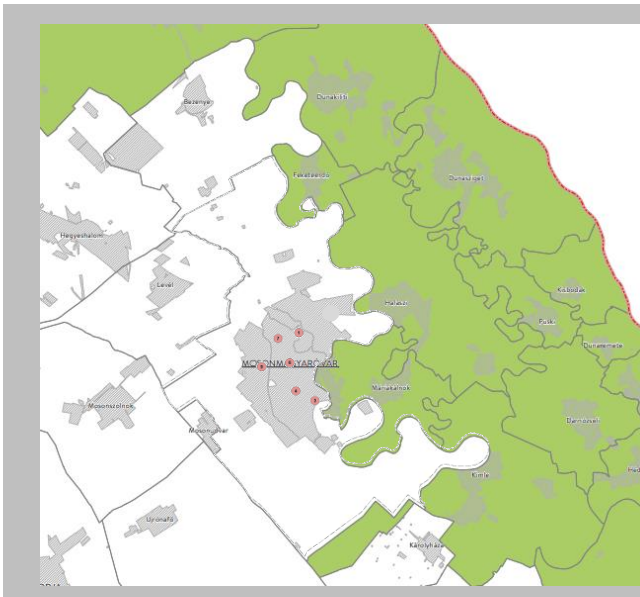 Bezenye
Dunakiliti
Feketeerdő
Dunasziget
Hegyeshalom
Levél
Kisbodak
Halászi
Püski
Dunaremete
MOSONMAGYARÓVÁR
Máriakálnok
Mosonszolnok
Darnózseli
Mosonudvar
Kimle
Újrónafő
Károlyháza